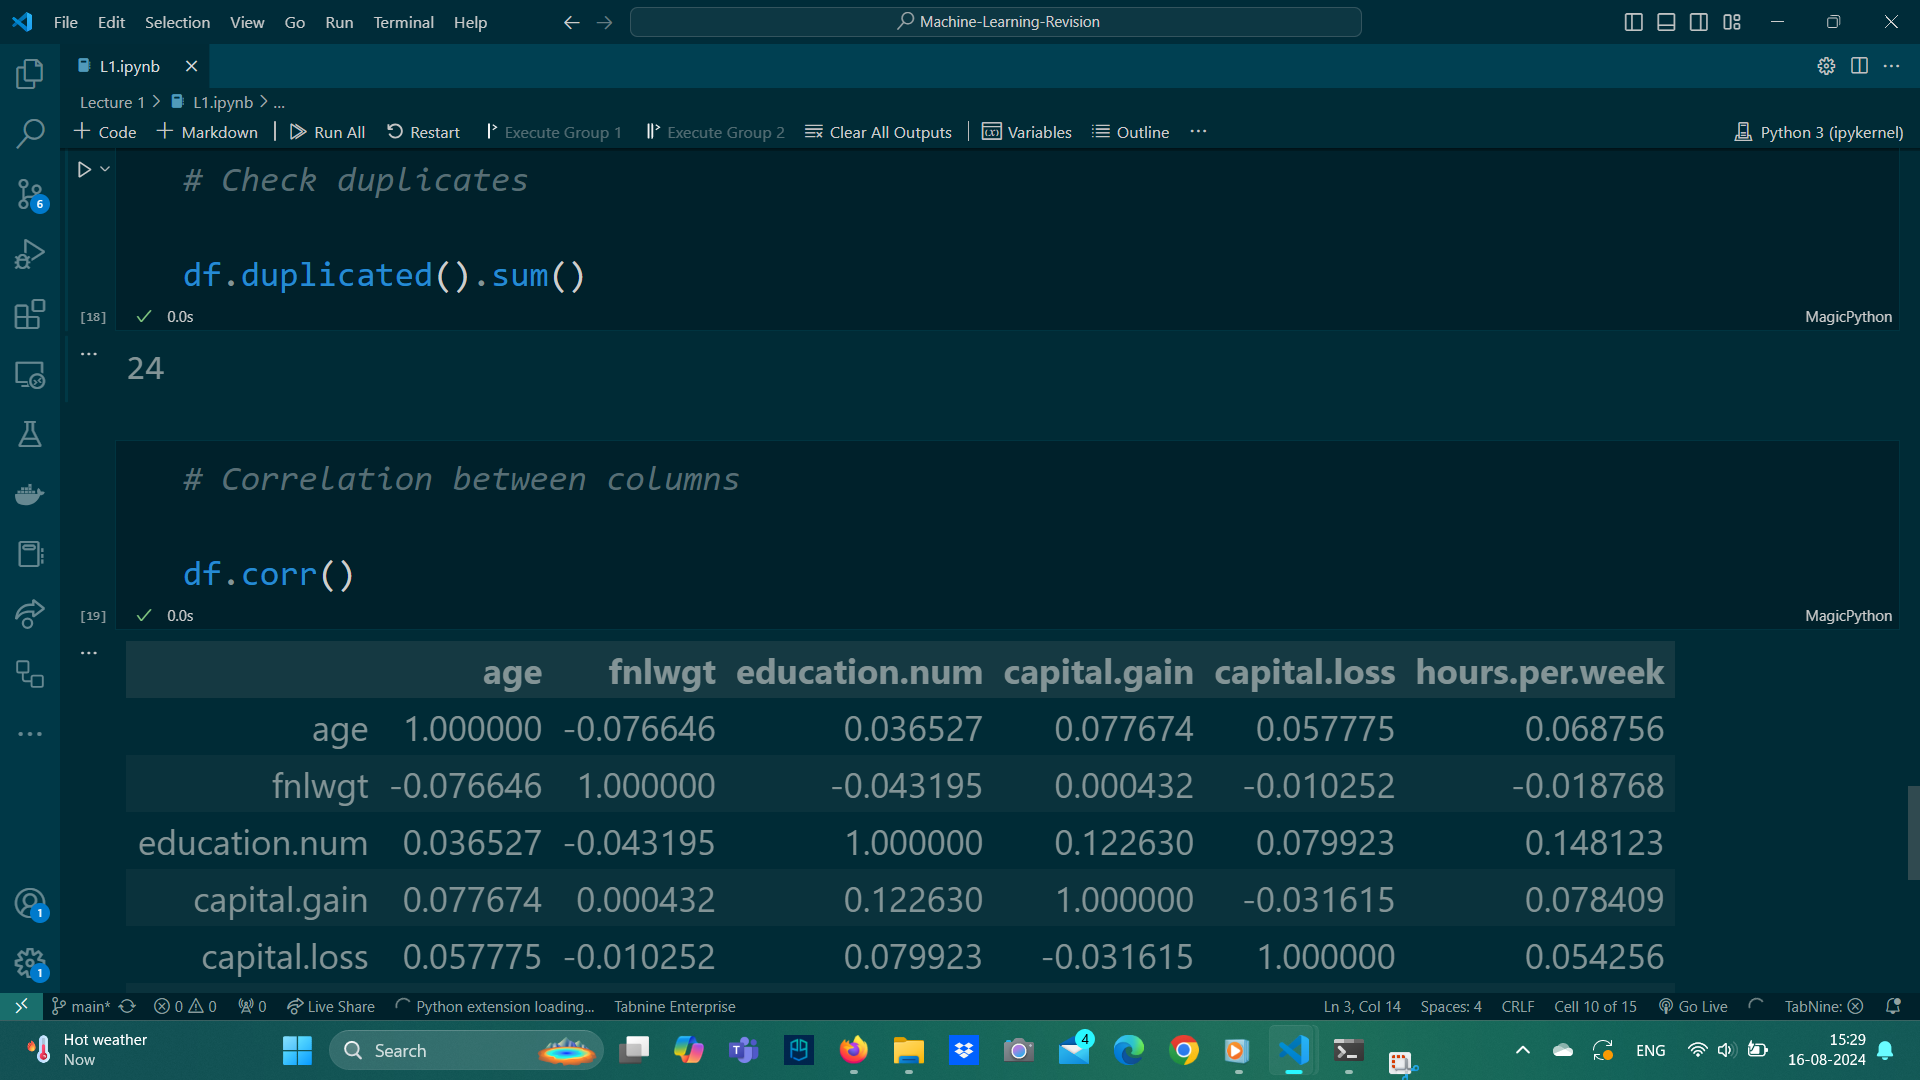 File Edit Selection View Go Run Terminal Help
Machine-Learning-Revision
L1.ipynb
Lecture 1 > L1.ipynb > ...
Code Markdown | Run All Restart Execute Group 1 Execute Group 2 Clear All Outputs | Variables Outline ... Python 3 (ipykernel)
# Check duplicates
df.duplicated().sum()
[18] 0.0s MagicPython
24
# Correlation between columns
df.corr()
[19] 0.0s MagicPython
age fnlwgt education.num capital.gain capital.loss hours.per.week
age 1.000000 -0.076646 0.036527 0.077674 0.057775 0.068756
fnlwgt -0.076646 1.000000 -0.043195 0.000432 -0.010252 -0.018768
education.num 0.036527 -0.043195 1.000000 0.122630 0.079923 0.148123
capital.gain 0.077674 0.000432 0.122630 1.000000 -0.031615 0.078409
capital.loss 0.057775 -0.010252 0.079923 -0.031615 1.000000 0.054256
6
1
1
main* 0 0 0 Live Share Python extension loading... Tabnine Enterprise Ln 3, Col 14 Spaces: 4 CRLF Cell 10 of 15 Go Live TabNine:
Hot weather
Now
Search
4
ENG
15:29
16-08-2024